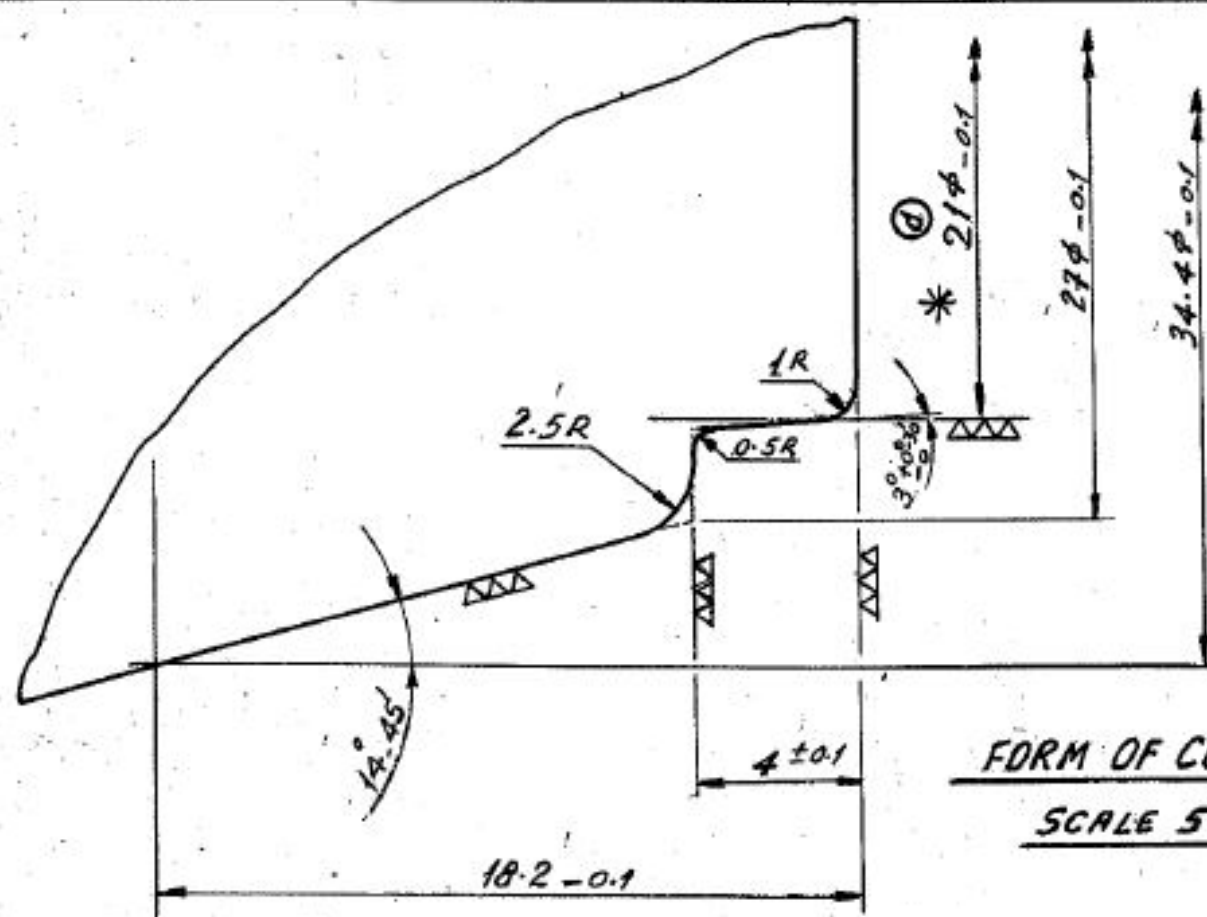 21ϕ-0.1
ⓓ
*
27ϕ-0.1
34.4ϕ-0.1
1R
2.5R
0.5R
3°
14°.45'
4 ±0.1
FORM OF
SCALE 5
18.2-0.1